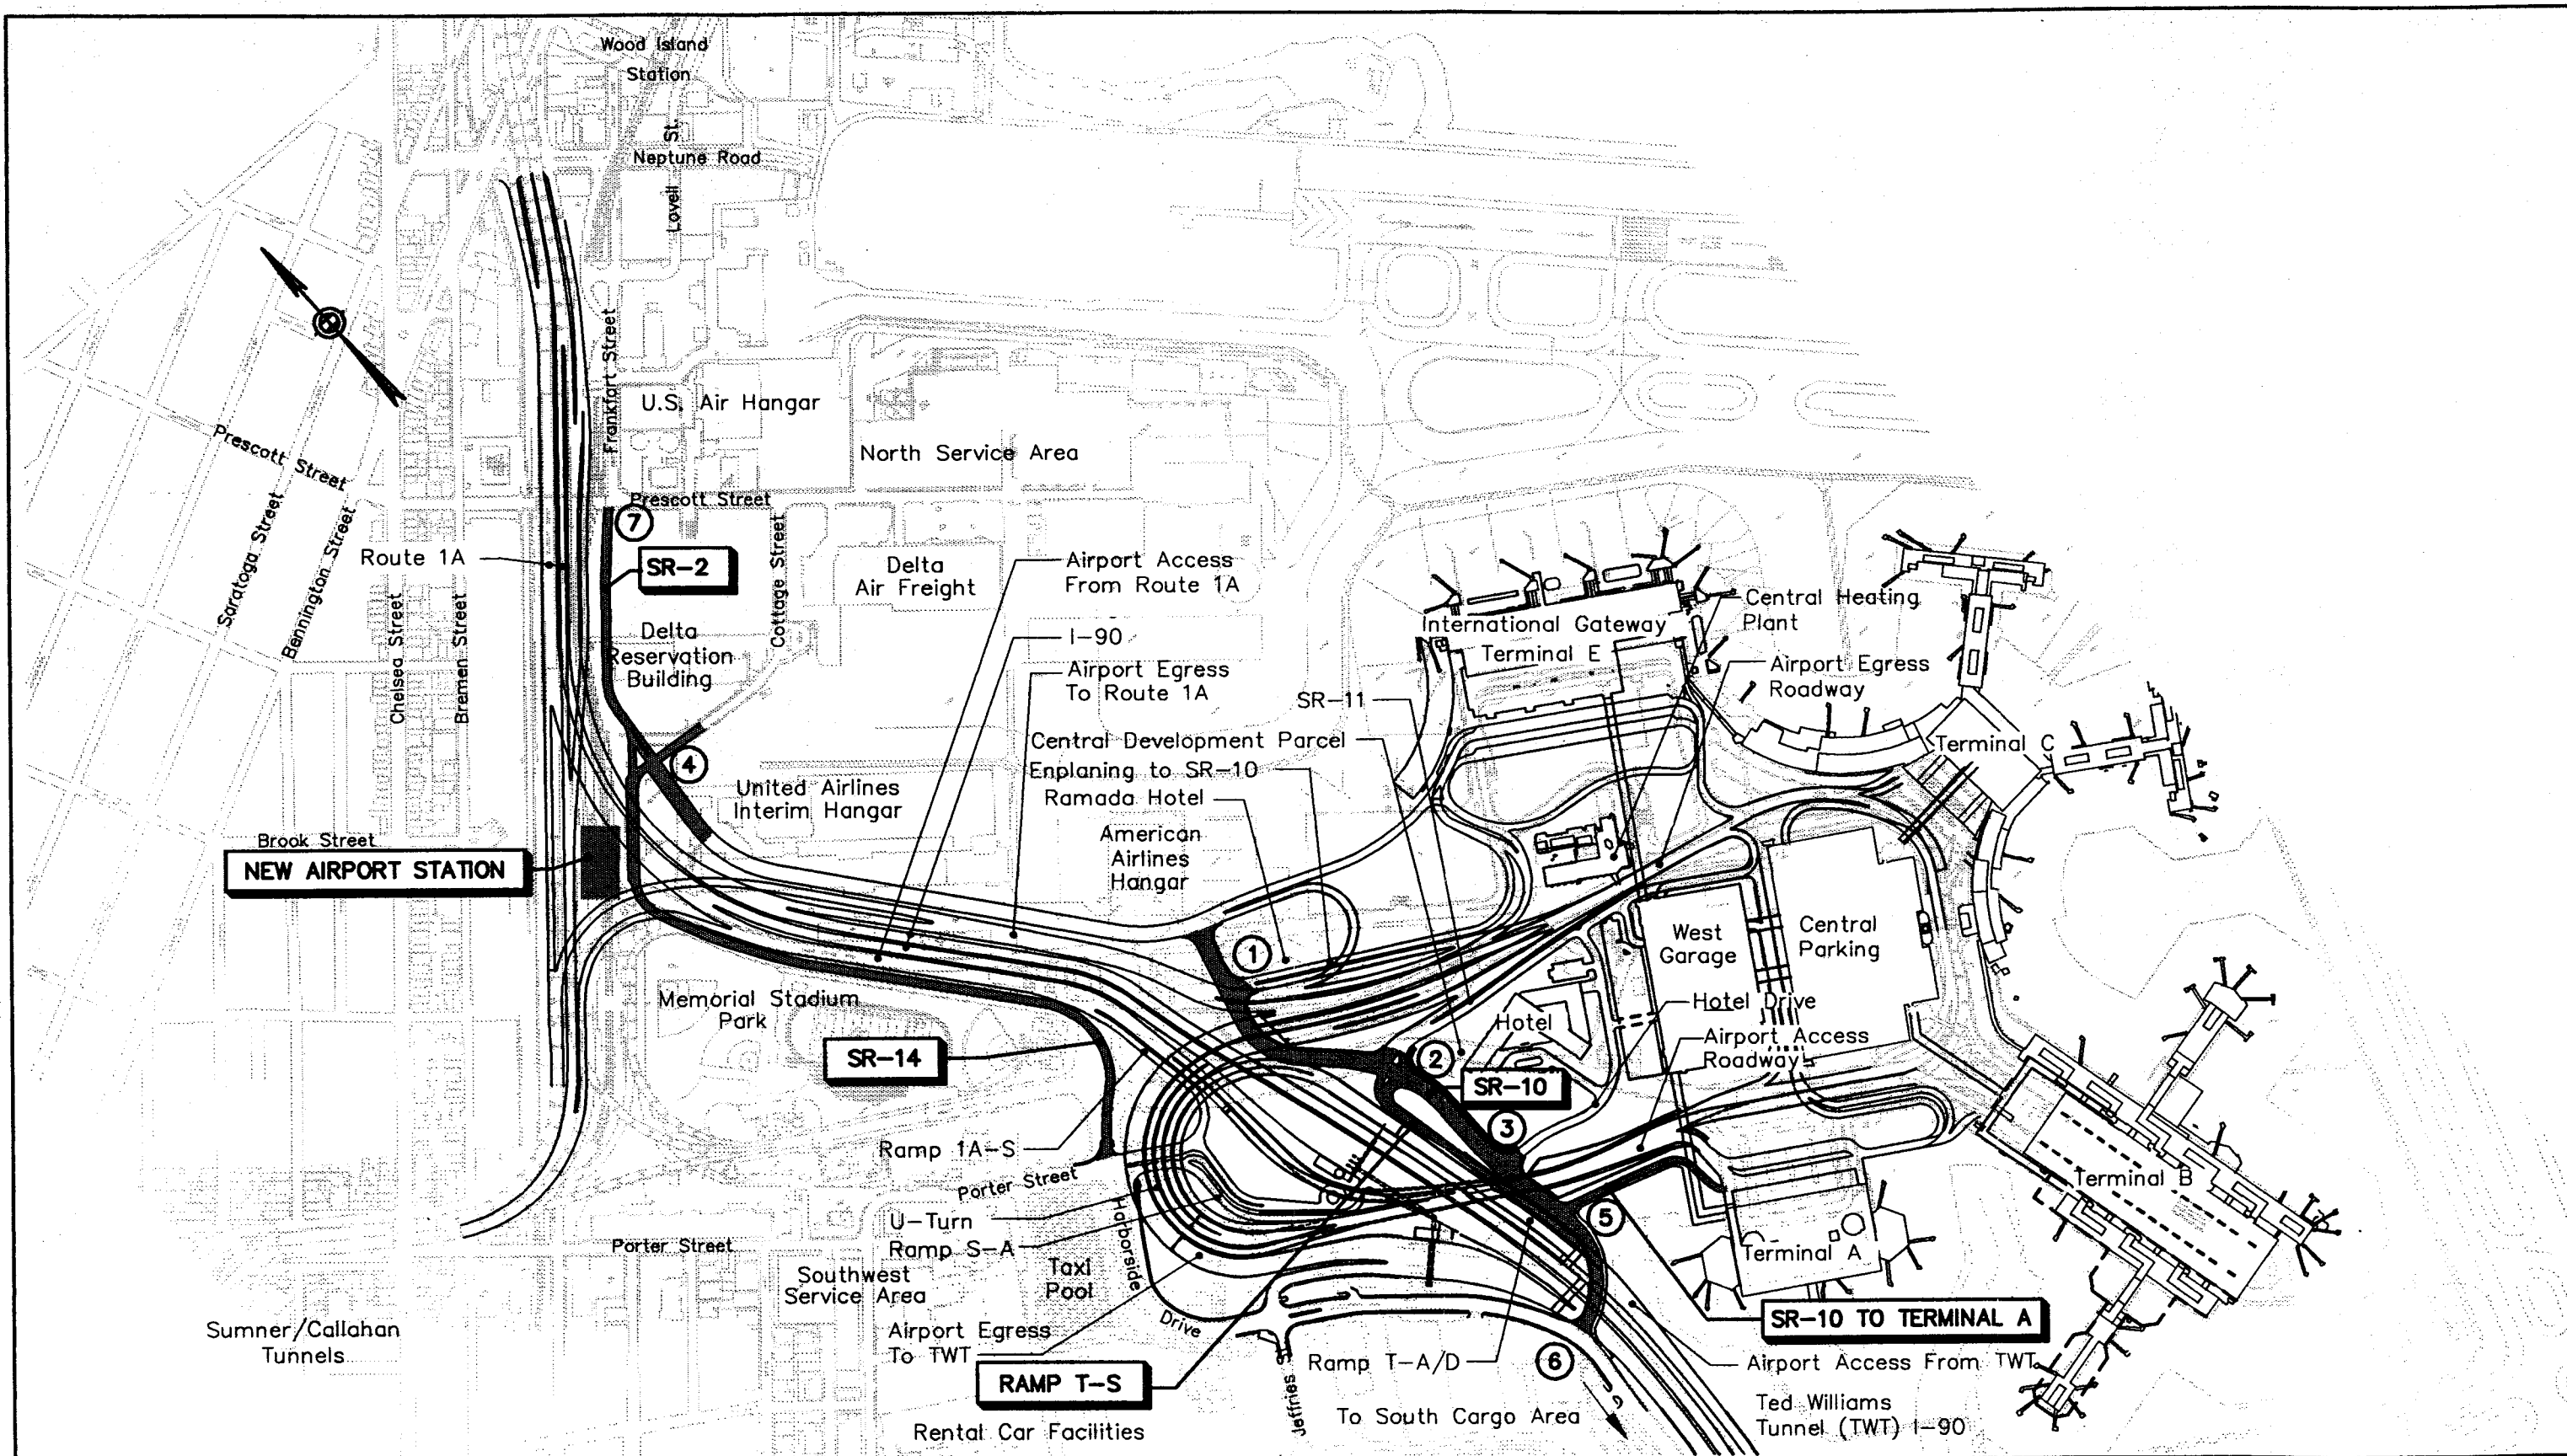 Wood Island
Station
Lovell St.
Neptune Road
Frankfort Street
U.S. Air Hangar
North Service Area
Prescott Street
Prescott Street
7
Saratoga Street
Bennington Street
Route 1A
SR-2
Cottage Street
Delta
Air Freight
Airport Access
From Route 1A
Chelsea Street
Bremen Street
Delta
Reservation
Building
I-90
Airport Egress
To Route 1A
SR-11
International Gateway
Terminal E
Central Heating
Plant
Airport Egress
Roadway
Terminal C
Central Development Parcel
Enplaning to SR-10
Ramada Hotel
American
Airlines
Hangar
4
United Airlines
Interim Hangar
Brook Street
NEW AIRPORT STATION
1
West
Garage
Central
Parking
Memorial Stadium
Park
Hotel
Hotel Drive
Airport Access
Roadway
SR-14
2
SR-10
3
Ramp 1A-S
Porter Street
U-Turn
Ramp S-A
Harborside
Drive
Porter Street
Southwest
Service Area
Taxi
Pool
5
Terminal A
Terminal B
Sumner/Callahan
Tunnels
Airport Egress
To TWT
RAMP T-S
Rental Car Facilities
Jeffries St
Ramp T-A/D
6
To South Cargo Area
SR-10 TO TERMINAL A
Airport Access From TWT
Ted Williams
Tunnel (TWT) I-90